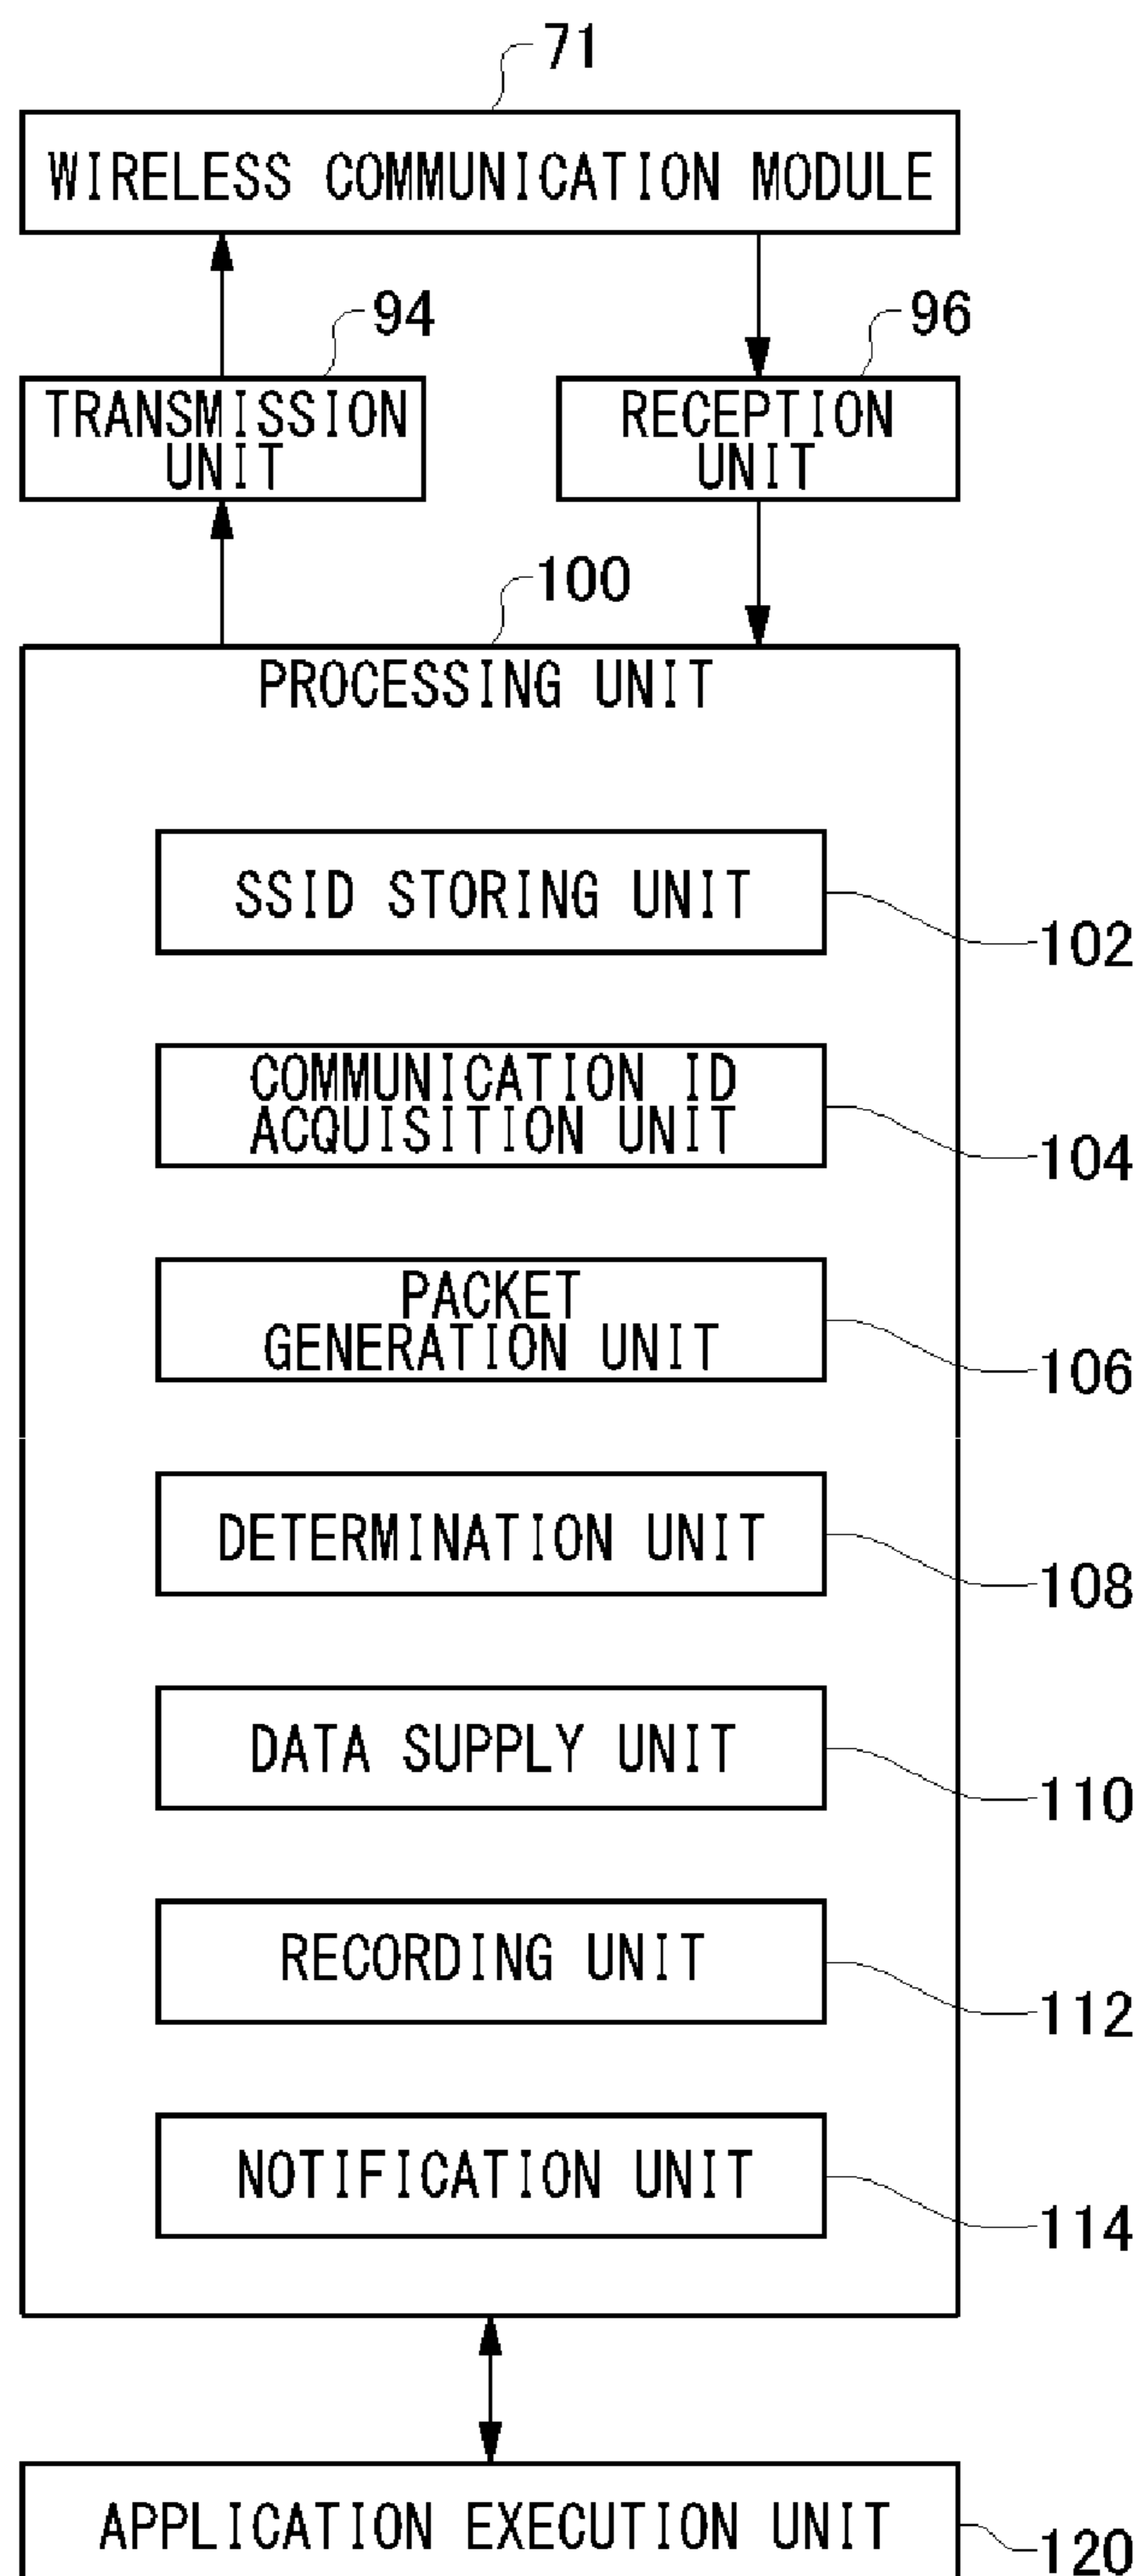 71
WIRELESS COMMUNICATION MODULE
94
96
TRANSMISSION
UNIT
RECEPTION
UNIT
100
PROCESSING UNIT
SSID STORING UNIT
102
COMMUNICATION ID
ACQUISITION UNIT
104
PACKET
GENERATION UNIT
106
DETERMINATION UNIT
108
DATA SUPPLY UNIT
110
RECORDING UNIT
112
NOTIFICATION UNIT
114
APPLICATION EXECUTION UNIT
120